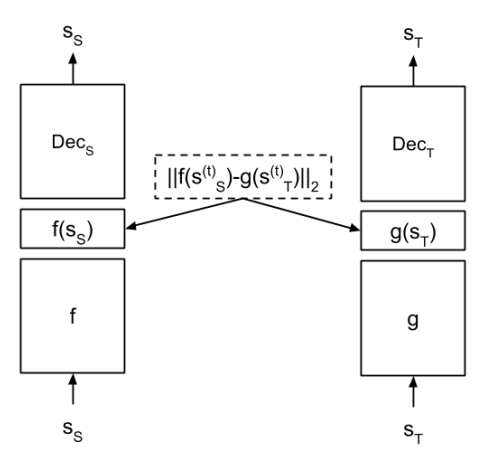 s_S
s_T
Dec_S
Dec_T
||f(s^(t)_S)-g(s^(t)_T)||_2
f(s_S)
g(s_T)
f
g
s_S
s_T